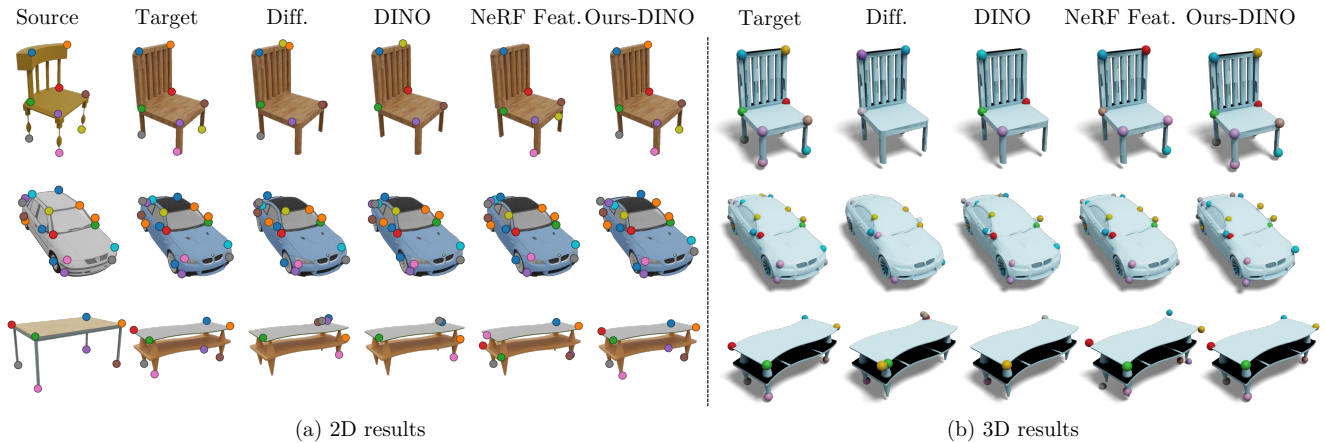 Source Target Diff. DINO NeRF Feat. Ours-DINO
Target Diff. DINO NeRF Feat. Ours-DINO
(a) 2D results
(b) 3D results